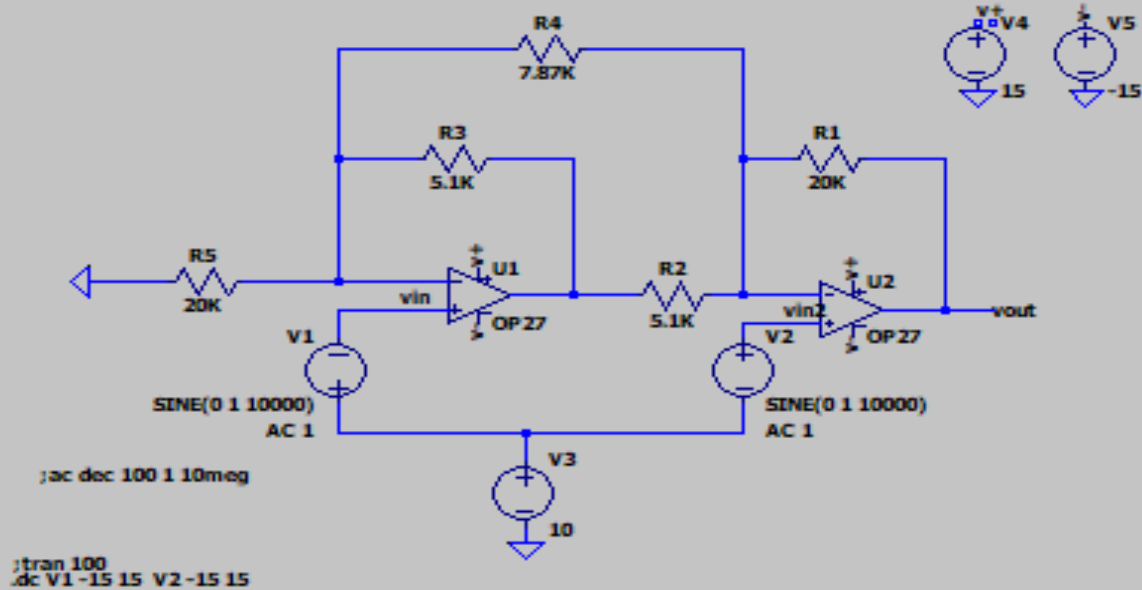 R4
7.87K
V+
V4
15
V5
-15
R3
5.1K
R1
20K
R5
20K
vin
U1
OP27
R2
5.1K
vin2
U2
OP27
vout
V1
SINE(0 1 10000)
AC 1
V2
SINE(0 1 10000)
AC 1
V3
10
;ac dec 100 1 10meg
;tran 100
.dc V1 -15 15 V2 -15 15